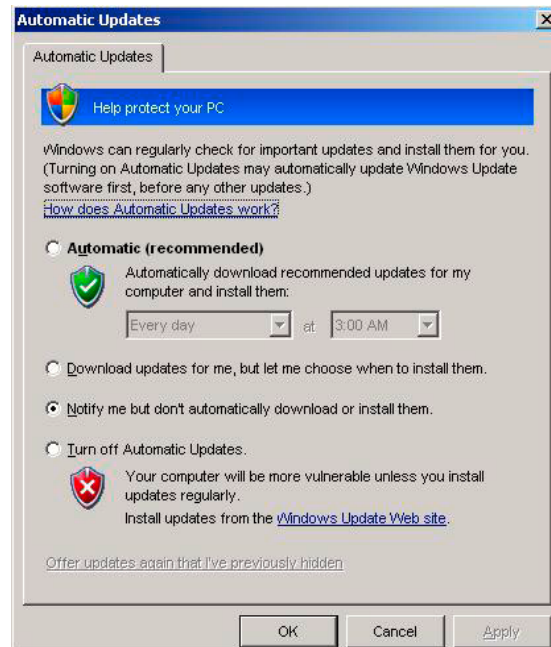 Automatic Updates
Automatic Updates
Help protect your PC
Windows can regularly check for important updates and install them for you.
(Turning on Automatic Updates may automatically update Windows Update
software first, before any other updates.)
How does Automatic Updates work?
Automatic (recommended)
Automatically download recommended updates for my
computer and install them:
Every day at 3:00 AM
Download updates for me, but let me choose when to install them.
Notify me but don't automatically download or install them.
Turn off Automatic Updates.
Your computer will be more vulnerable unless you install
updates regularly.
Install updates from the Windows Update Web site.
Offer updates again that I've previously hidden
OK Cancel Apply